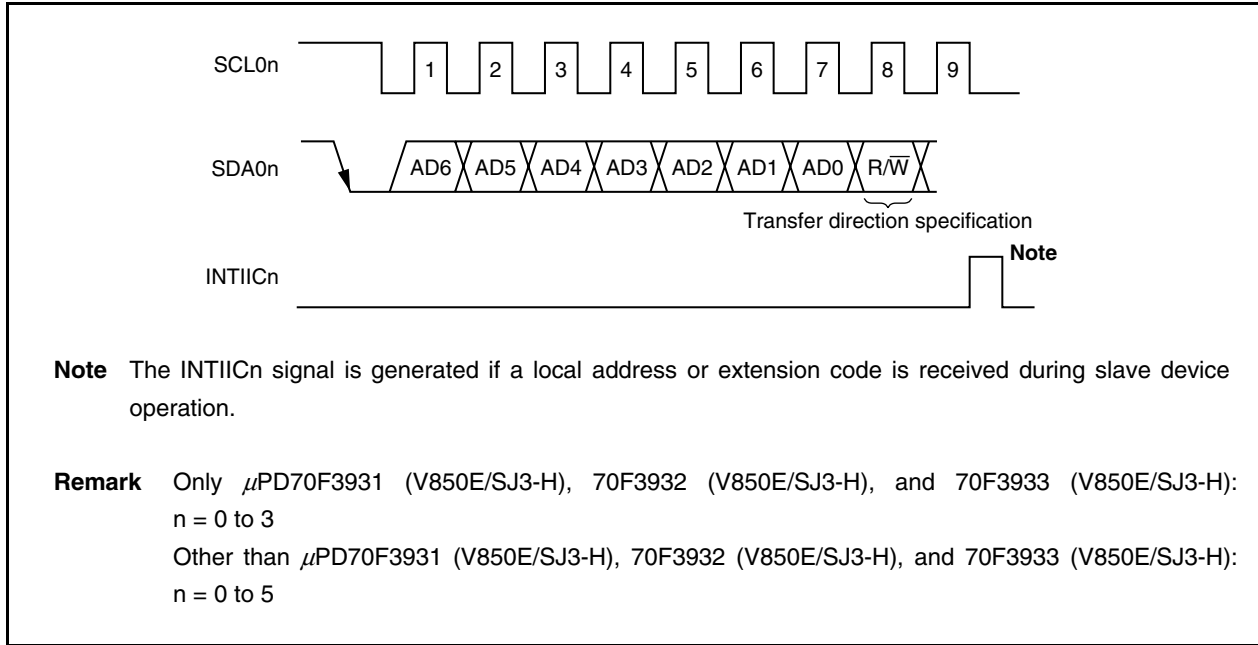 SCL0n
1 2 3 4 5 6 7 8 9
SDA0n
AD6 AD5 AD4 AD3 AD2 AD1 AD0 R/W̅
Transfer direction specification
INTIICn
Note
Note The INTIICn signal is generated if a local address or extension code is received during slave device
operation.
Remark Only μPD70F3931 (V850E/SJ3-H), 70F3932 (V850E/SJ3-H), and 70F3933 (V850E/SJ3-H):
n = 0 to 3
Other than μPD70F3931 (V850E/SJ3-H), 70F3932 (V850E/SJ3-H), and 70F3933 (V850E/SJ3-H):
n = 0 to 5